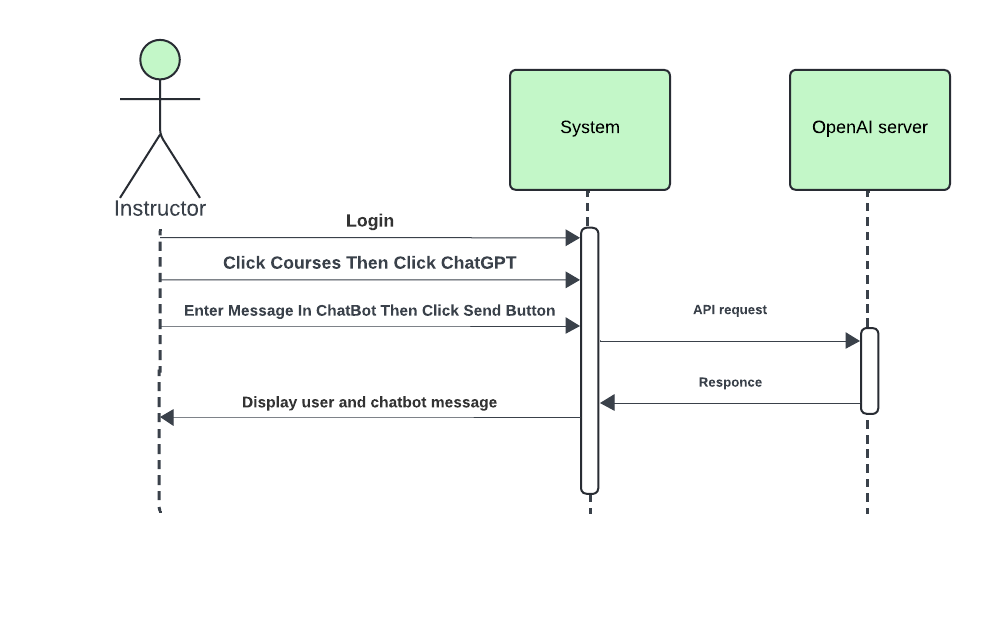 System
OpenAI server
Instructor
Login
Click Courses Then Click ChatGPT
Enter Message In ChatBot Then Click Send Button
API request
Responce
Display user and chatbot message